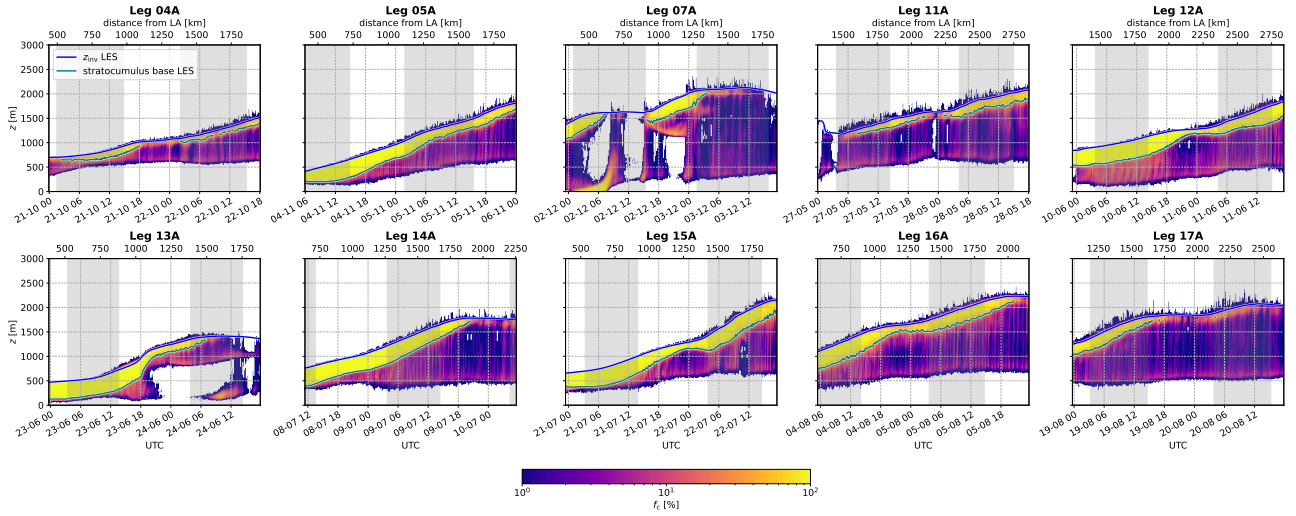 Leg 04A
distance from LA [km]
500 750 1000 1250 1500 1750
Leg 05A
distance from LA [km]
500 750 1000 1250 1500 1750
Leg 07A
distance from LA [km]
500 750 1000 1250 1500 1750
Leg 11A
distance from LA [km]
1500 1750 2000 2250 2500 2750
Leg 12A
distance from LA [km]
1500 1750 2000 2250 2500 2750
z_inv LES
stratocumulus base LES
z [m]
3000
2500
2000
1500
1000
500
0
21-10 00
21-10 06
21-10 12
21-10 18
22-10 00
22-10 06
22-10 12
22-10 18
04-11 06
04-11 12
04-11 18
05-11 00
05-11 06
05-11 12
05-11 18
06-11 00
02-12 00
02-12 06
02-12 12
02-12 18
03-12 00
03-12 06
03-12 12
27-05 00
27-05 06
27-05 12
27-05 18
28-05 00
28-05 06
28-05 12
28-05 18
10-06 00
10-06 06
10-06 12
10-06 18
11-06 00
11-06 06
11-06 12
Leg 13A
500 750 1000 1250 1500 1750
Leg 14A
750 1000 1250 1500 1750 2000 2250
Leg 15A
500 750 1000 1250 1500 1750
Leg 16A
750 1000 1250 1500 1750 2000
Leg 17A
1250 1500 1750 2000 2250 2500
z [m]
3000
2500
2000
1500
1000
500
0
23-06 00
23-06 06
23-06 12
23-06 18
24-06 00
24-06 06
24-06 12
UTC
08-07 12
08-07 18
09-07 00
09-07 06
09-07 12
09-07 18
10-07 00
UTC
21-07 00
21-07 06
21-07 12
21-07 18
22-07 00
22-07 06
22-07 12
UTC
04-08 06
04-08 12
04-08 18
05-08 00
05-08 06
05-08 12
05-08 18
UTC
19-08 00
19-08 06
19-08 12
19-08 18
20-08 00
20-08 06
20-08 12
UTC
10^0 10^1 10^2
f_c [%]